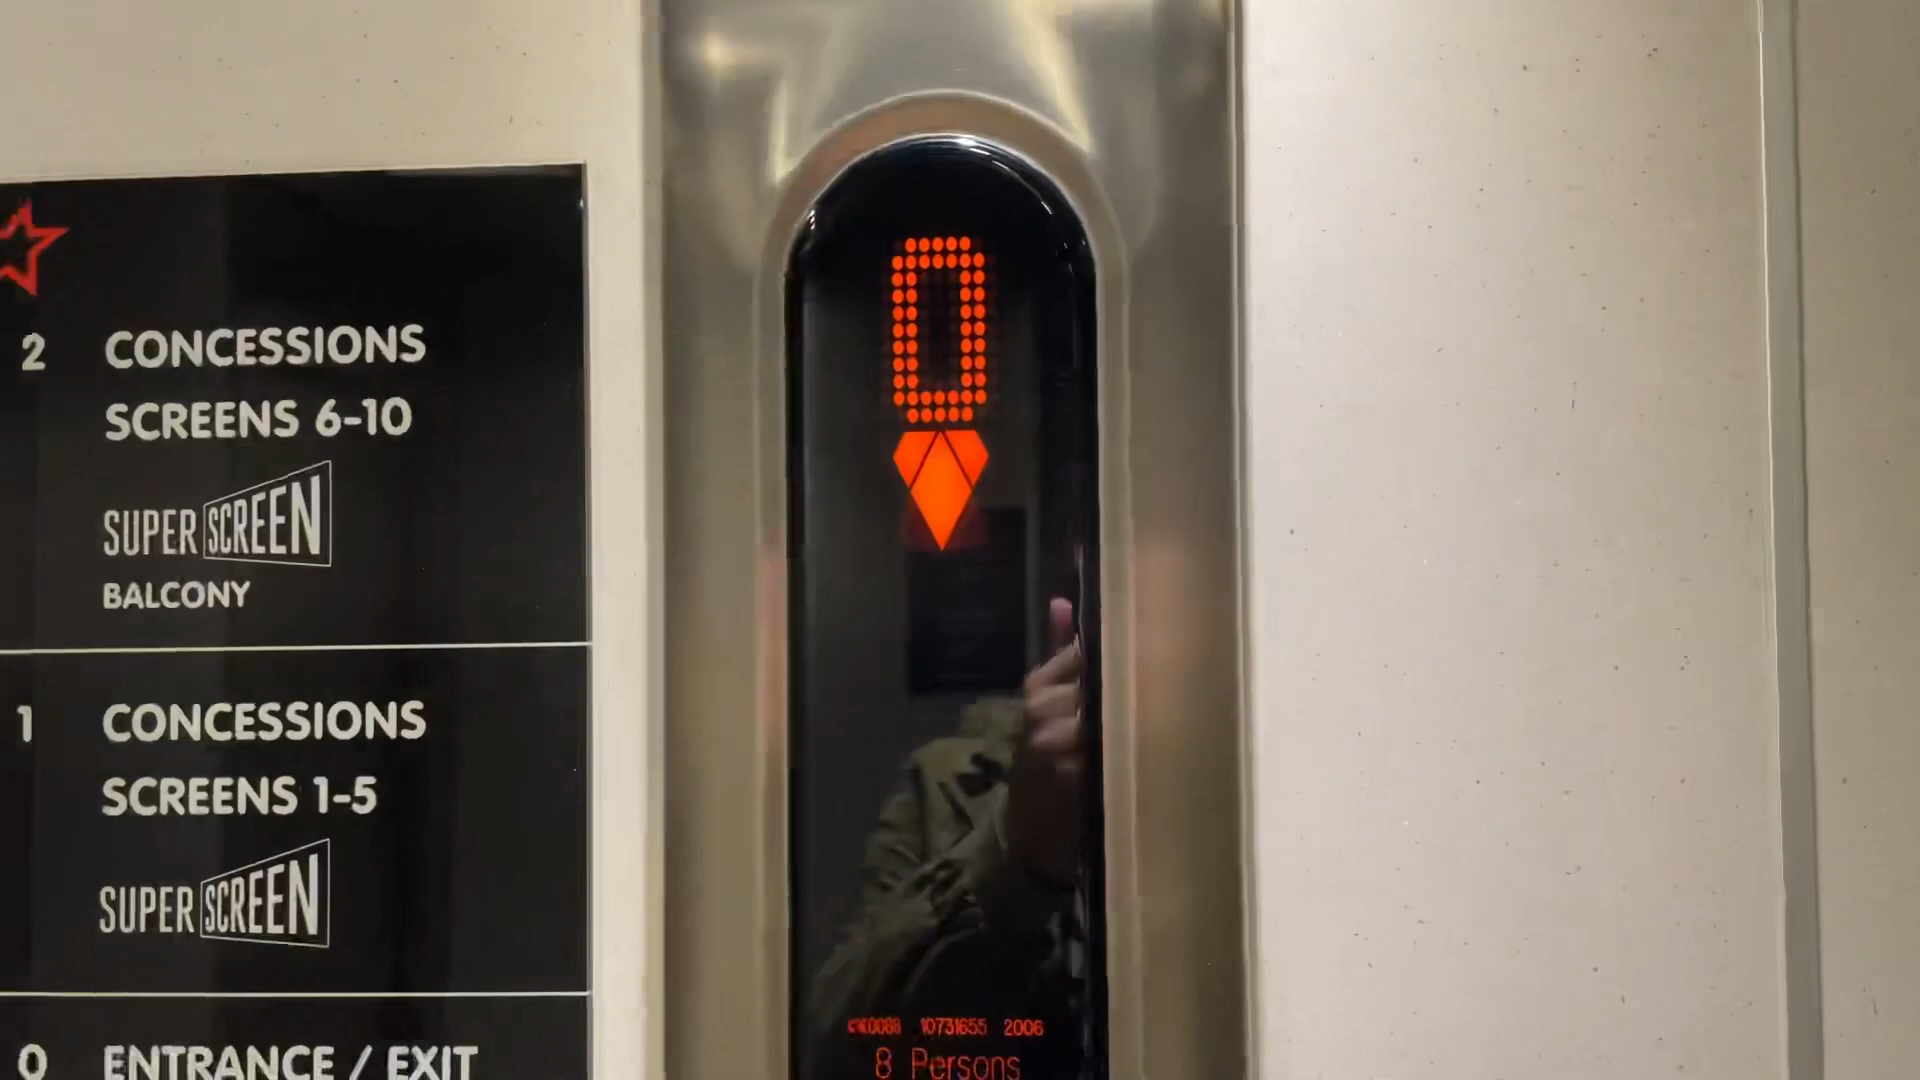 2 CONCESSIONS
SCREENS 6-10
SUPER SCREEN
BALCONY
1 CONCESSIONS
SCREENS 1-5
SUPER SCREEN
0 ENTRANCE / EXIT
0
10731655 2006
8 Persons